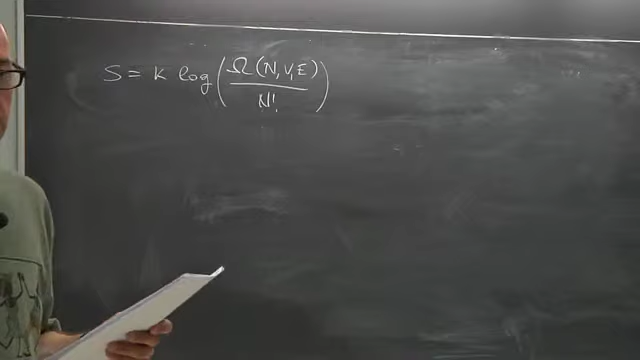 S = K log(Ω(N,V,E)/N!)